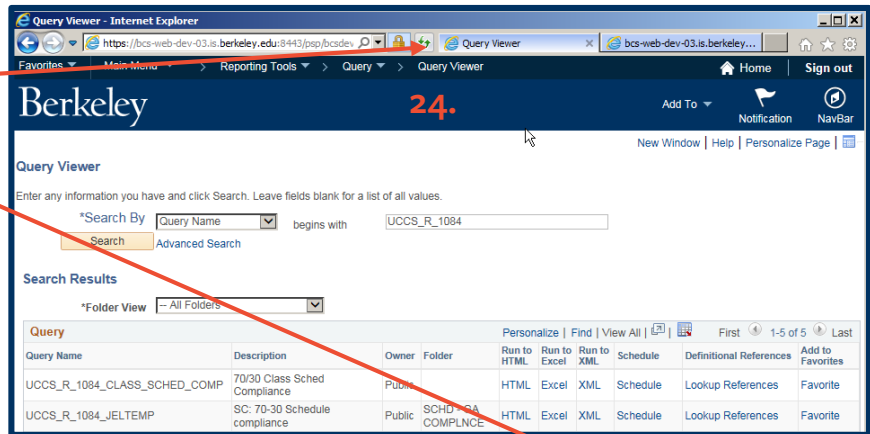 Query Viewer - Internet Explorer
https://bcs-web-dev-03.is.berkeley.edu:8443/psp/bcsdev Query Viewer bcs-web-dev-03.is.berkeley...
Favorites Main Menu > Reporting Tools > Query > Query Viewer Home Sign out
Berkeley 24. Add To Notification NavBar
New Window | Help | Personalize Page |
Query Viewer
Enter any information you have and click Search. Leave fields blank for a list of all values.
*Search By Query Name begins with UCCS_R_1084
Search Advanced Search
Search Results
*Folder View -- All Folders
Query Personalize | Find | View All | | First 1-5 of 5 Last
Query Name Description Owner Folder Run to HTML Run to Excel Run to XML Schedule Definitional References Add to Favorites
UCCS_R_1084_CLASS_SCHED_COMP 70/30 Class Sched Compliance Public HTML Excel XML Schedule Lookup References Favorite
UCCS_R_1084_JELTEMP SC: 70-30 Schedule compliance Public SCHD - GA COMPLNCE HTML Excel XML Schedule Lookup References Favorite